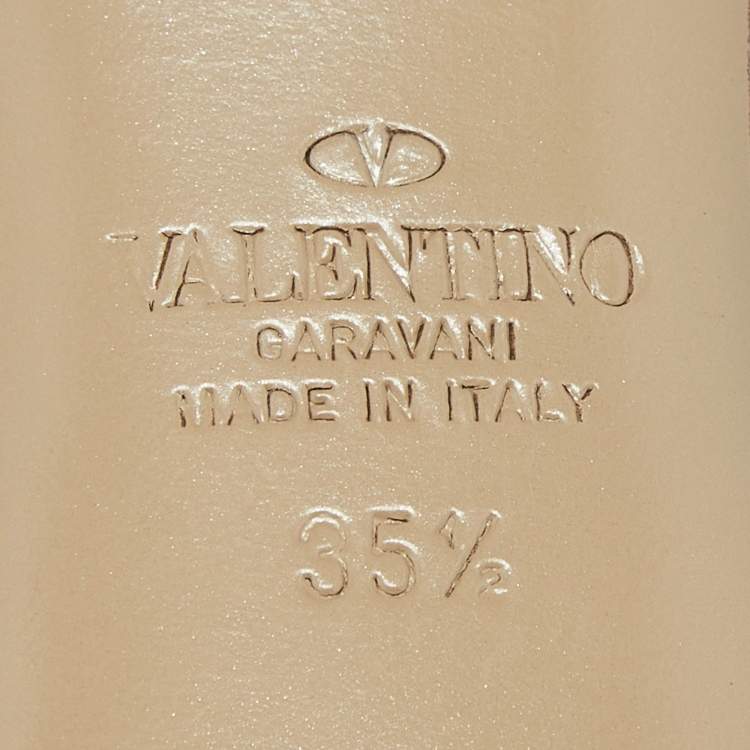 V
VALENTINO
GARAVANI
MADE IN ITALY
35½